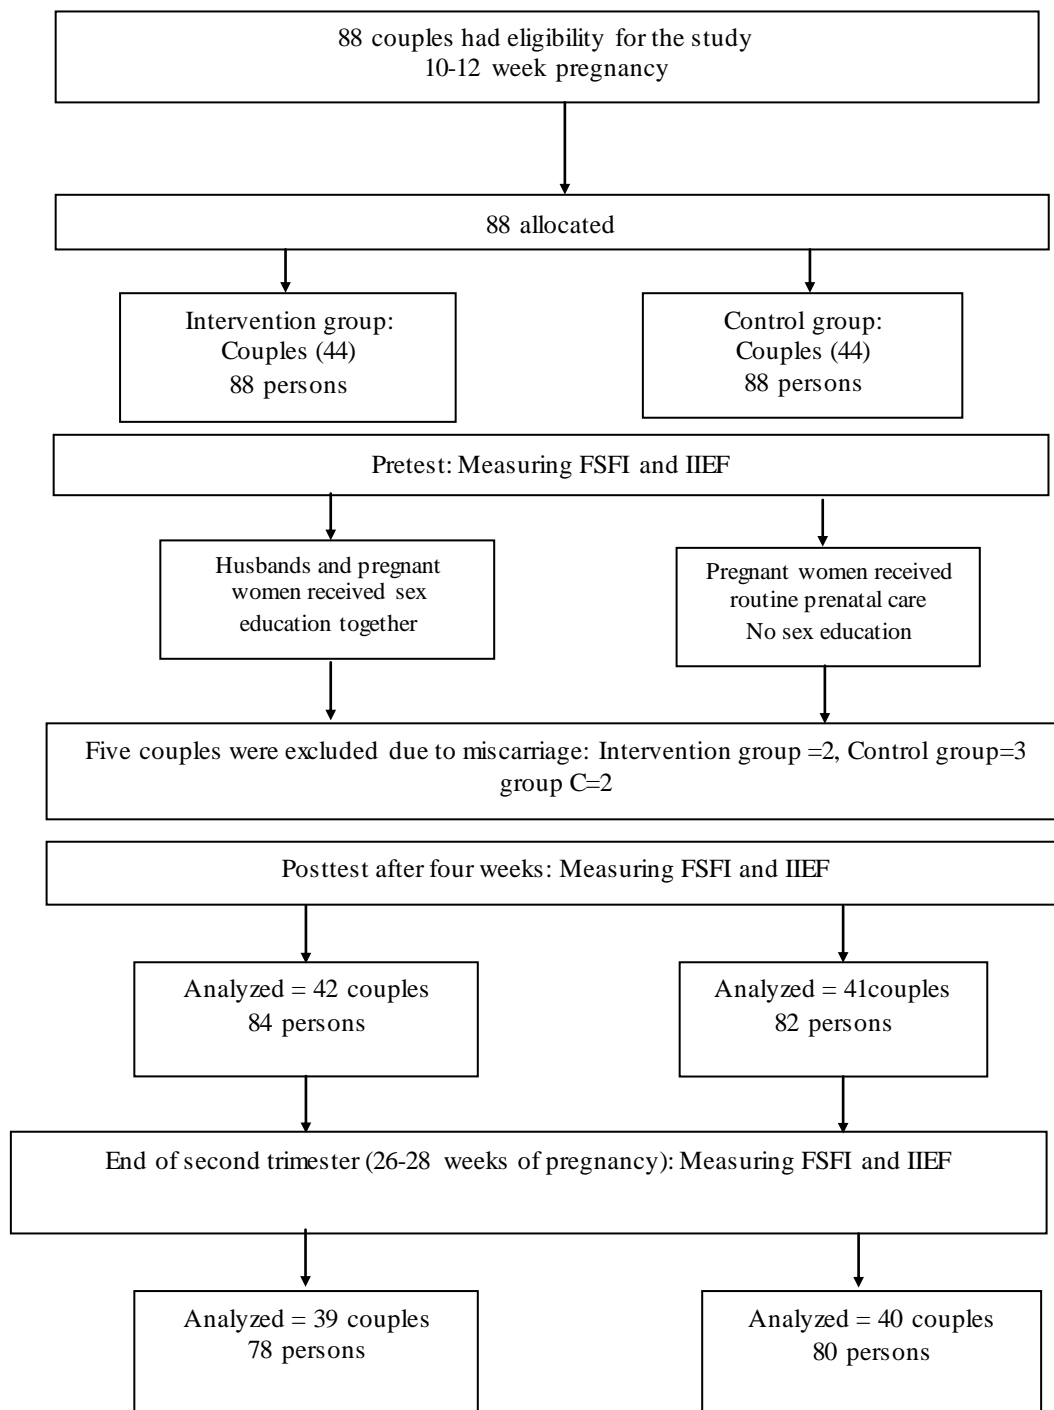 88 couples had eligibility for the study
10-12 week pregnancy
88 allocated
Intervention group:
Couples (44)
88 persons
Control group:
Couples (44)
88 persons
Pretest: Measuring FSFI and IIEF
Husbands and pregnant
women received sex
education together
Pregnant women received
routine prenatal care
No sex education
Five couples were excluded due to miscarriage: Intervention group =2, Control group=3
group C=2
Posttest after four weeks: Measuring FSFI and IIEF
Analyzed = 42 couples
84 persons
Analyzed = 41couples
82 persons
End of second trimester (26-28 weeks of pregnancy): Measuring FSFI and IIEF
Analyzed = 39 couples
78 persons
Analyzed = 40 couples
80 persons